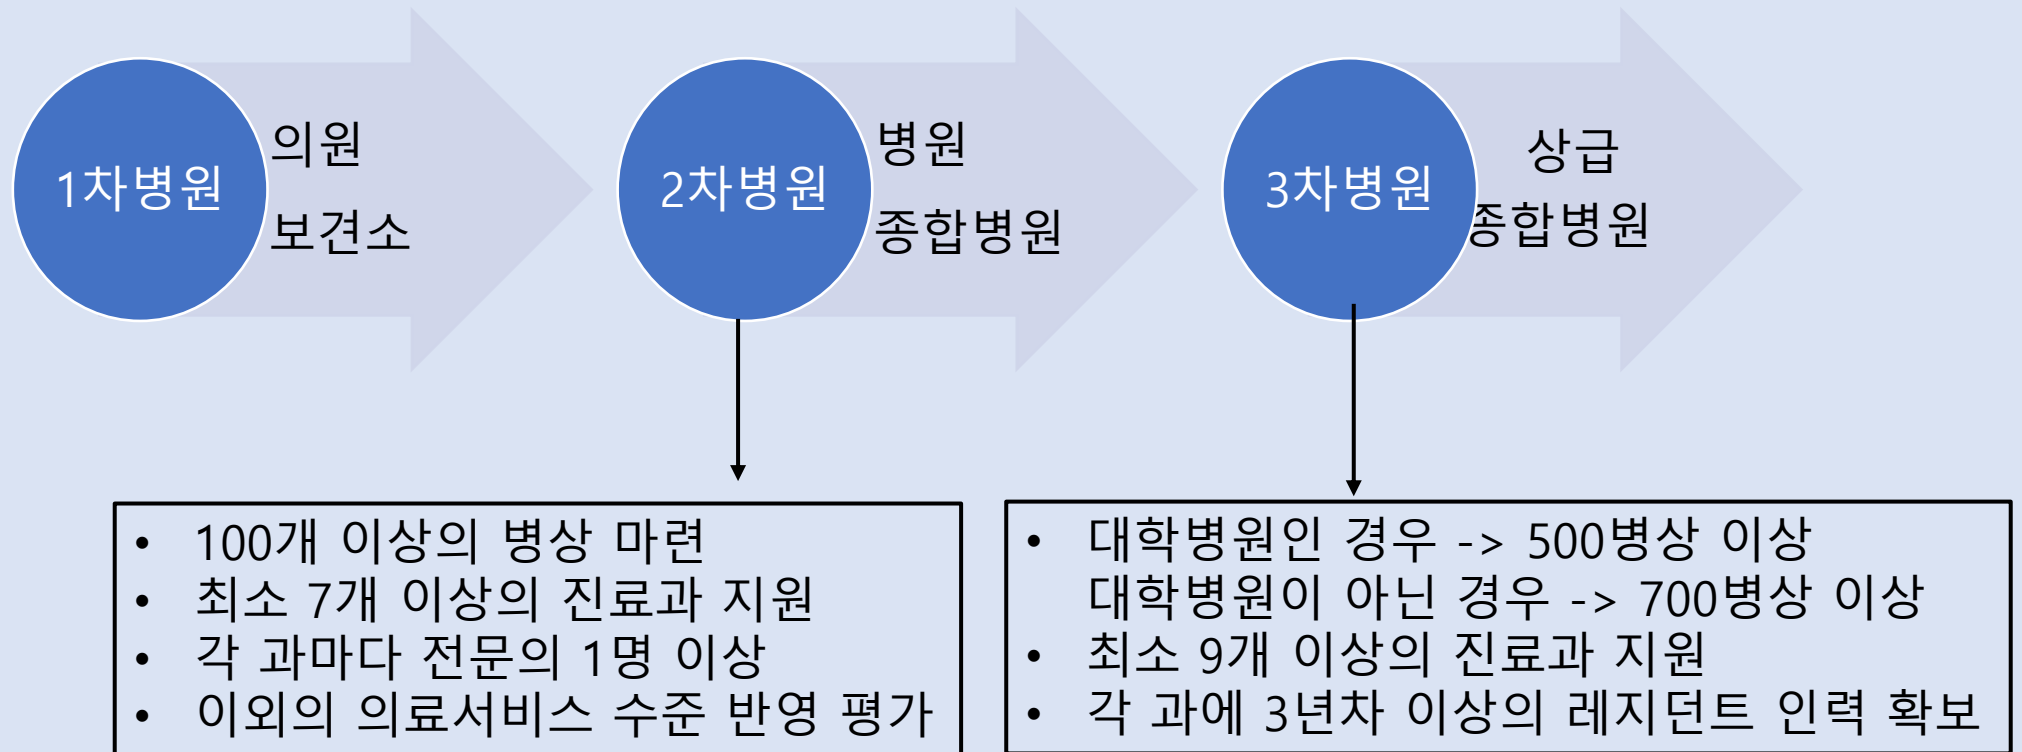 1차병원
의원
보견소
2차병원
병원
종합병원
3차병원
상급
종합병원
• 100개 이상의 병상 마련
• 최소 7개 이상의 진료과 지원
• 각 과마다 전문의 1명 이상
• 이외의 의료서비스 수준 반영 평가
• 대학병원인 경우 -> 500병상 이상
대학병원이 아닌 경우 -> 700병상 이상
• 최소 9개 이상의 진료과 지원
• 각 과에 3년차 이상의 레지던트 인력 확보